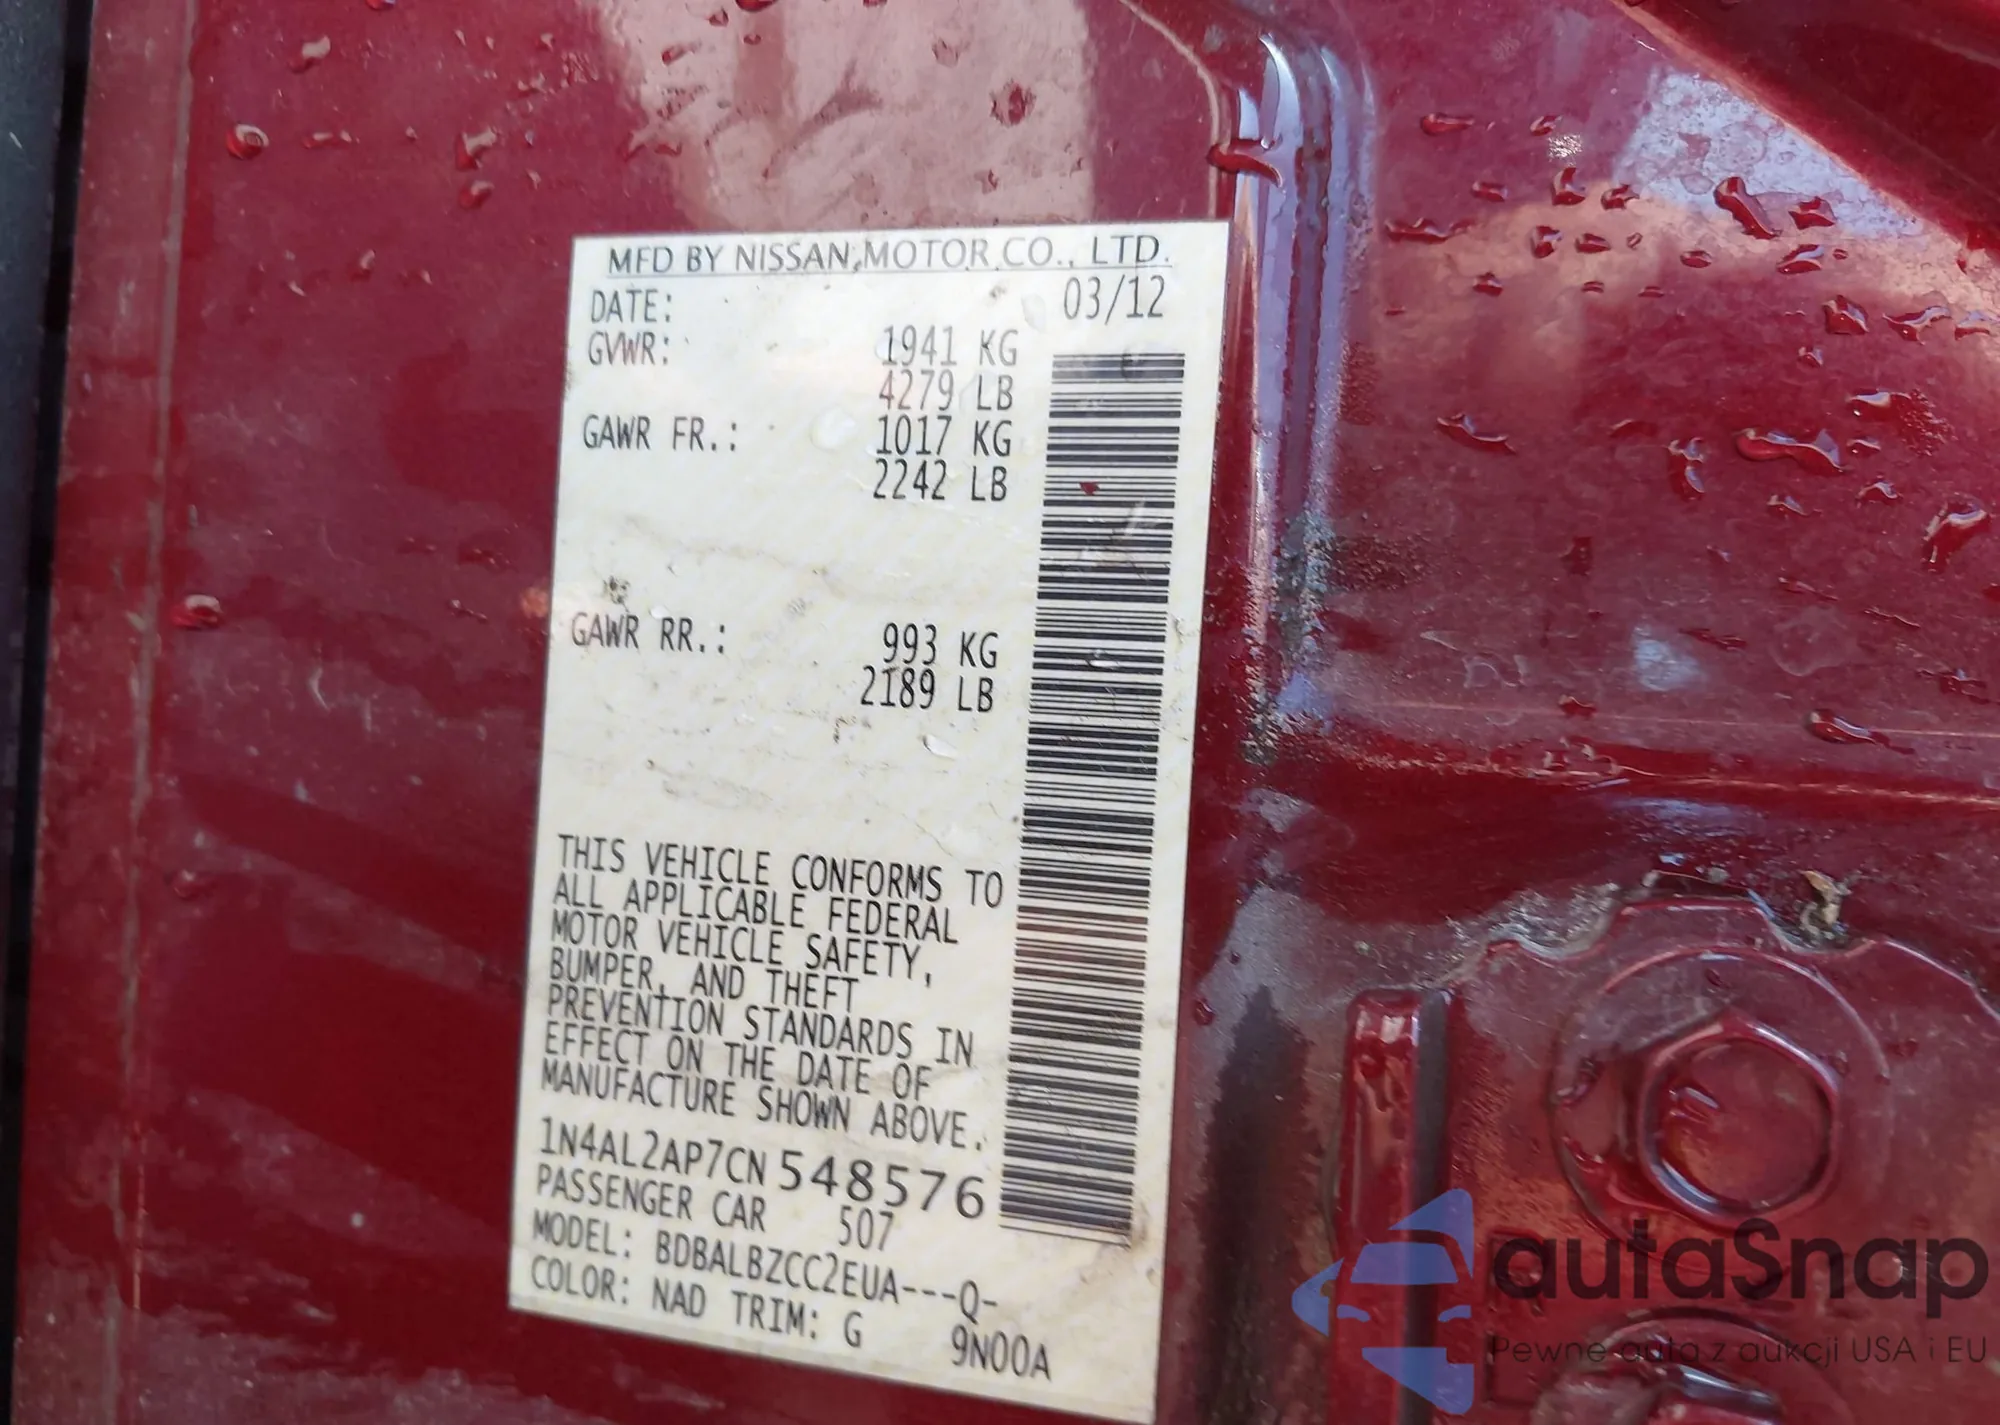 MFD BY NISSAN MOTOR CO., LTD.
DATE: 03/12
GVWR: 1941 KG
4279 LB
GAWR FR.: 1017 KG
2242 LB
GAWR RR.: 993 KG
2189 LB
THIS VEHICLE CONFORMS TO
ALL APPLICABLE FEDERAL
MOTOR VEHICLE SAFETY,
BUMPER, AND THEFT
PREVENTION STANDARDS IN
EFFECT ON THE DATE OF
MANUFACTURE SHOWN ABOVE.
1N4AL2AP7CN548576
PASSENGER CAR 507
MODEL: BDBALBZCC2EUA---Q-
COLOR: NAD TRIM: G 9N00A
autaSnap
Pewne auta z aukcji USA i EU